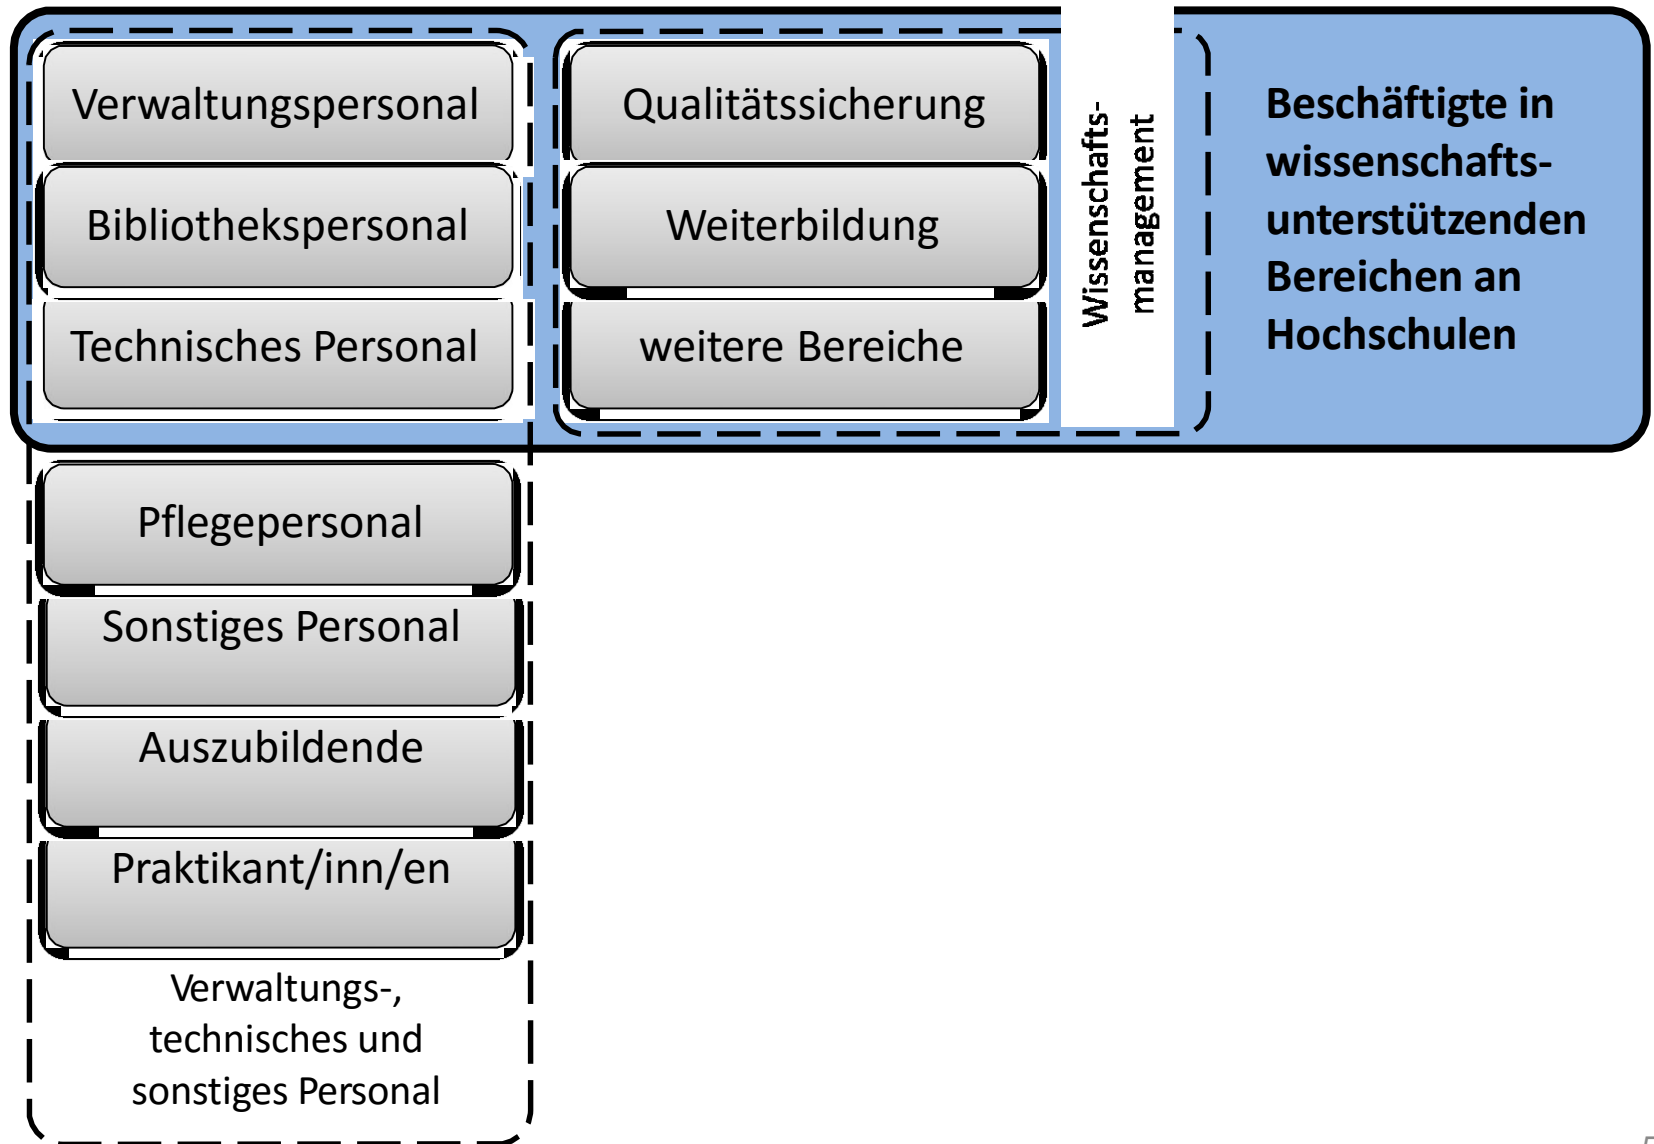 Verwaltungspersonal
Bibliothekspersonal
Technisches Personal
Qualitätssicherung
Weiterbildung
weitere Bereiche
Wissenschafts-
management
Beschäftigte in
wissenschafts-
unterstützenden
Bereichen an
Hochschulen
Pflegepersonal
Sonstiges Personal
Auszubildende
Praktikant/inn/en
Verwaltungs-,
technisches und
sonstiges Personal